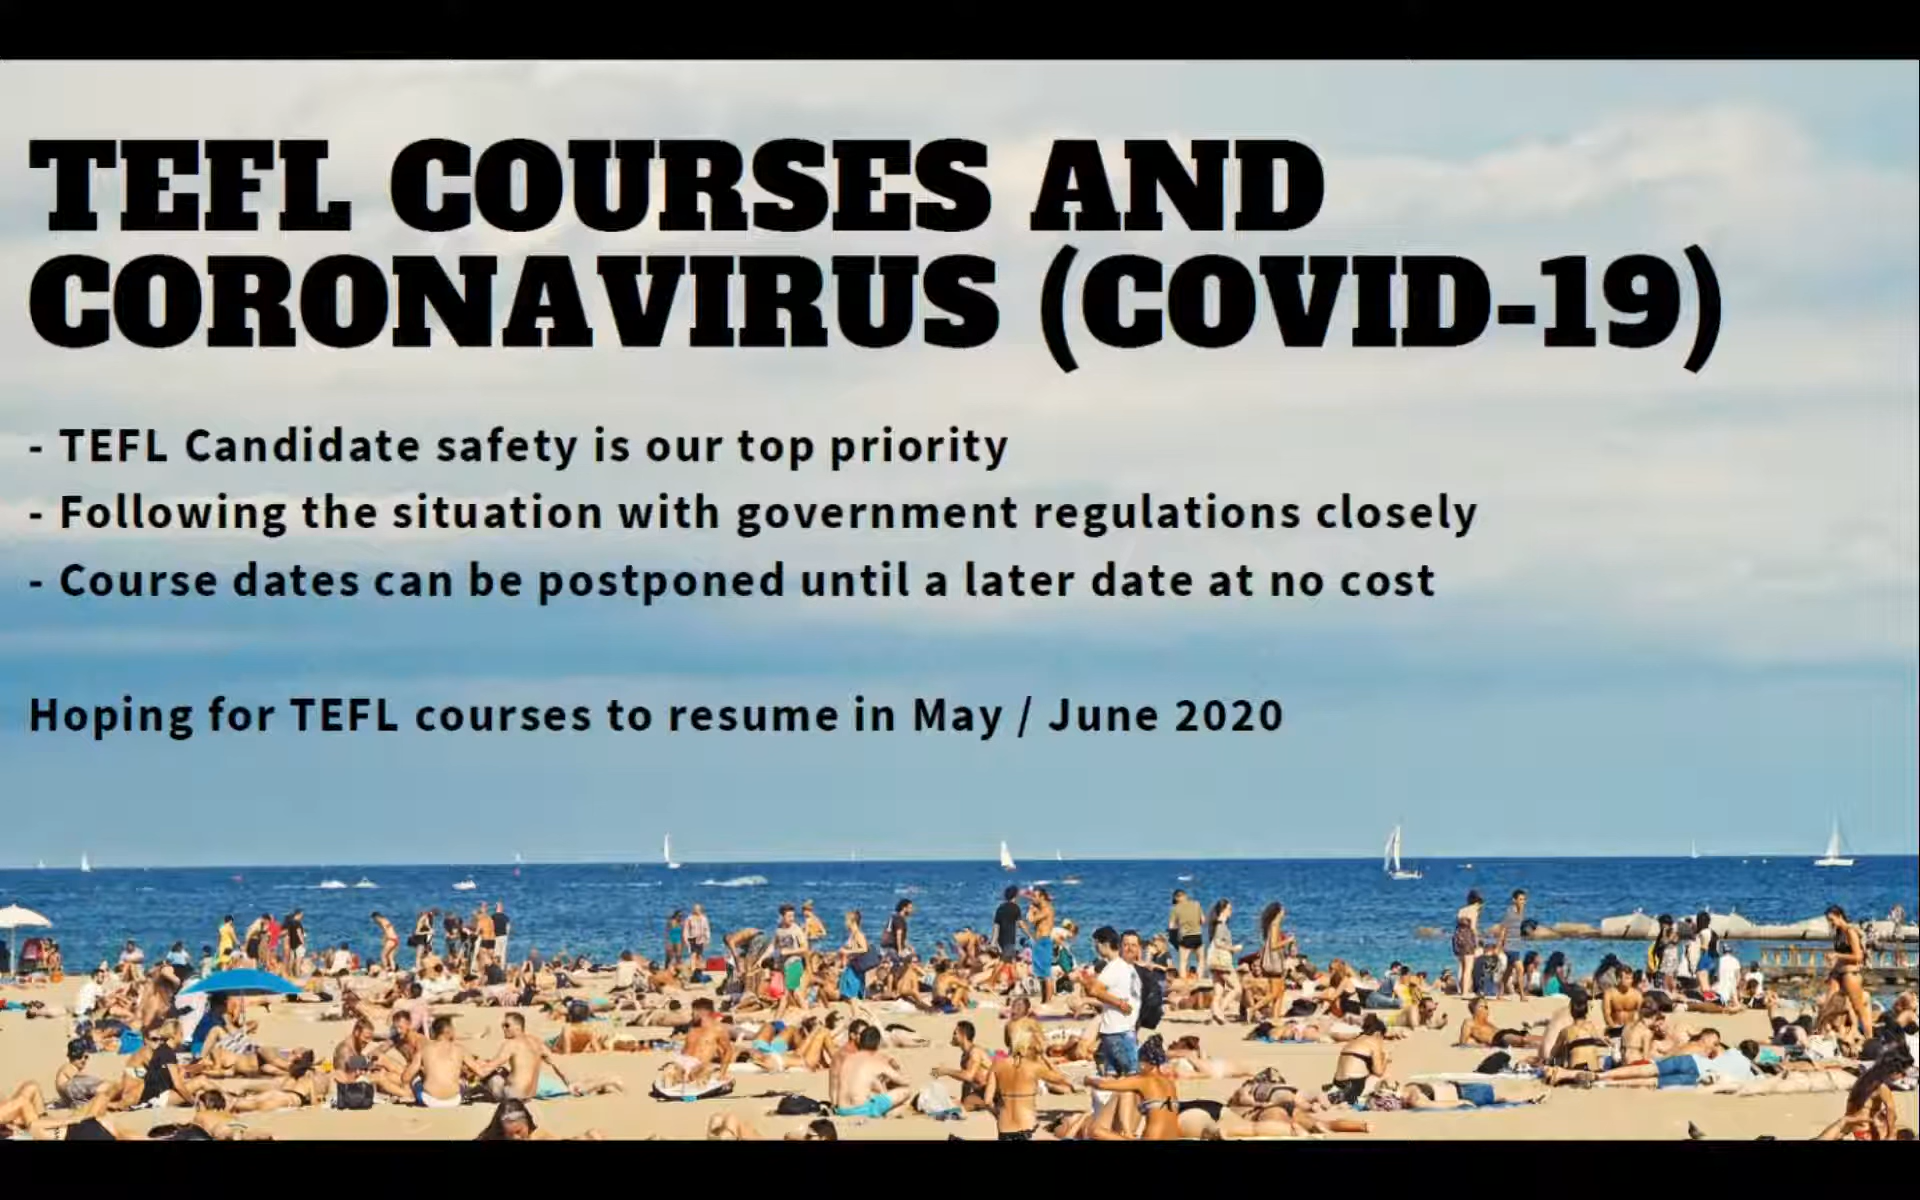 TEFL COURSES AND
CORONAVIRUS (COVID-19)
- TEFL Candidate safety is our top priority
- Following the situation with government regulations closely
- Course dates can be postponed until a later date at no cost
Hoping for TEFL courses to resume in May / June 2020